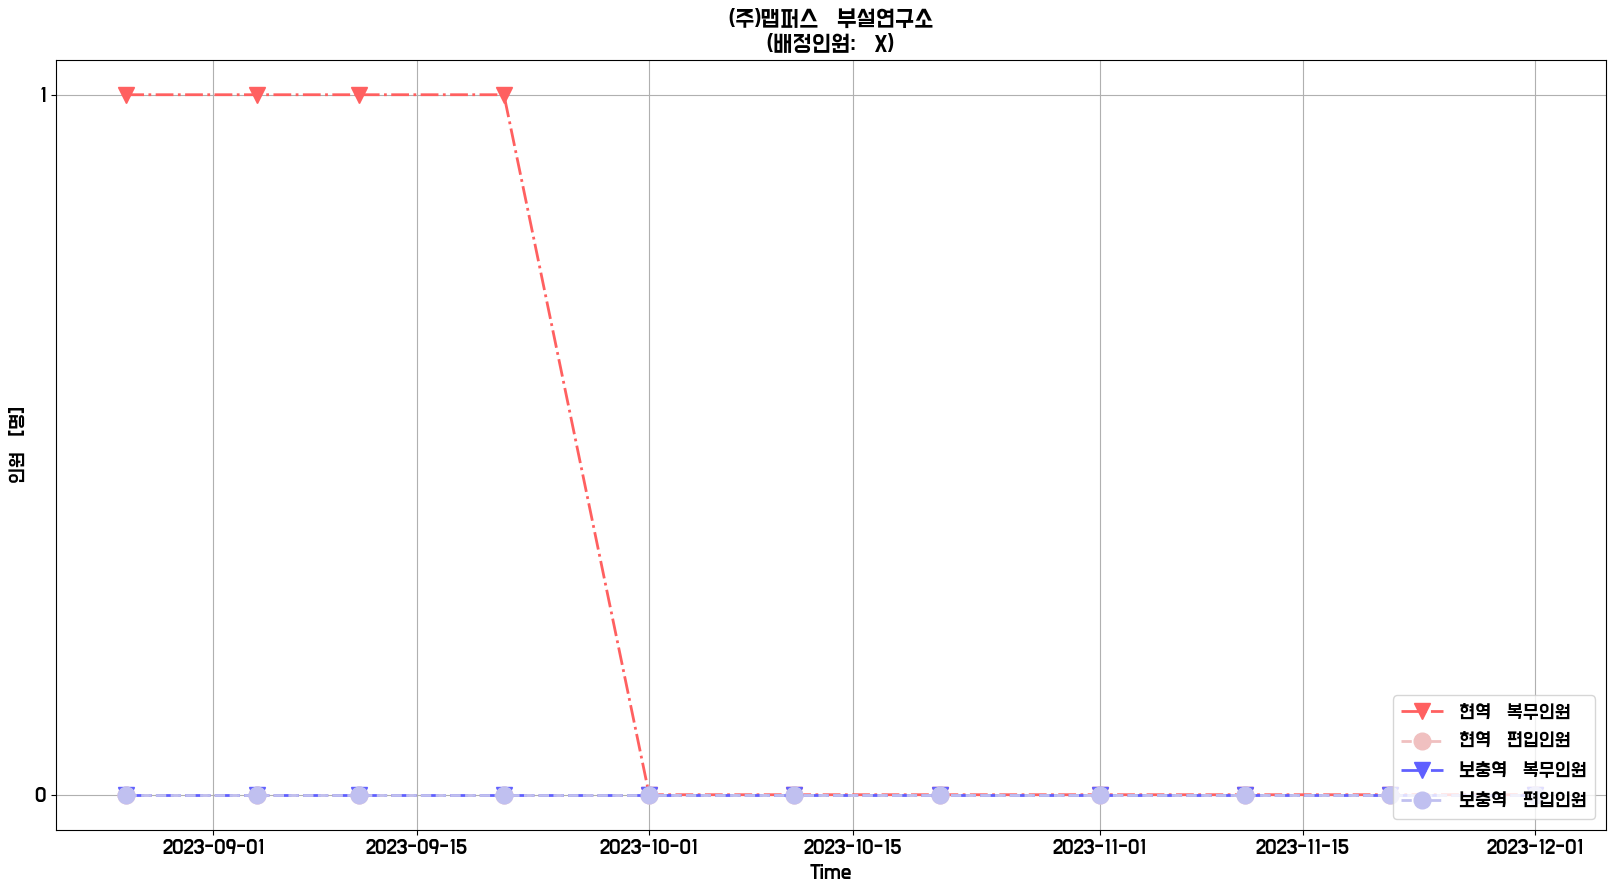 (주)맵퍼스 부설연구소
(배정인원: X)
1
0
인원 [명]
현역 복무인원
현역 편입인원
보충역 복무인원
보충역 편입인원
2023-09-01 2023-09-15 2023-10-01 2023-10-15 2023-11-01 2023-11-15 2023-12-01
Time